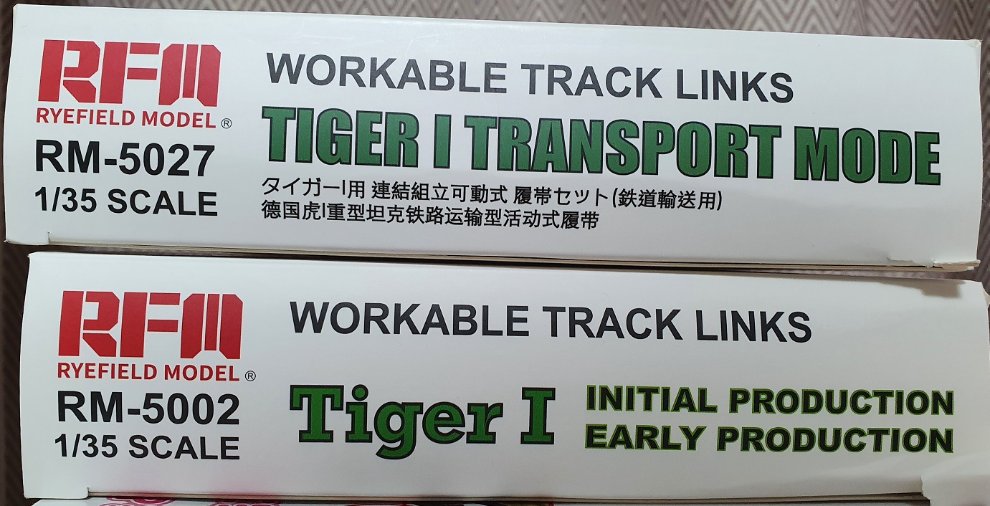 RFM
RYEFIELD MODEL ®
RM-5027
1/35 SCALE
WORKABLE TRACK LINKS
TIGER I TRANSPORT MODE
タイガーI用 連結組立可動式 履帯セット(鉄道輸送用)
德国虎I重型坦克铁路运输型活动式履带
RFM
RYEFIELD MODEL ®
RM-5002
1/35 SCALE
WORKABLE TRACK LINKS
Tiger I
INITIAL PRODUCTION
EARLY PRODUCTION